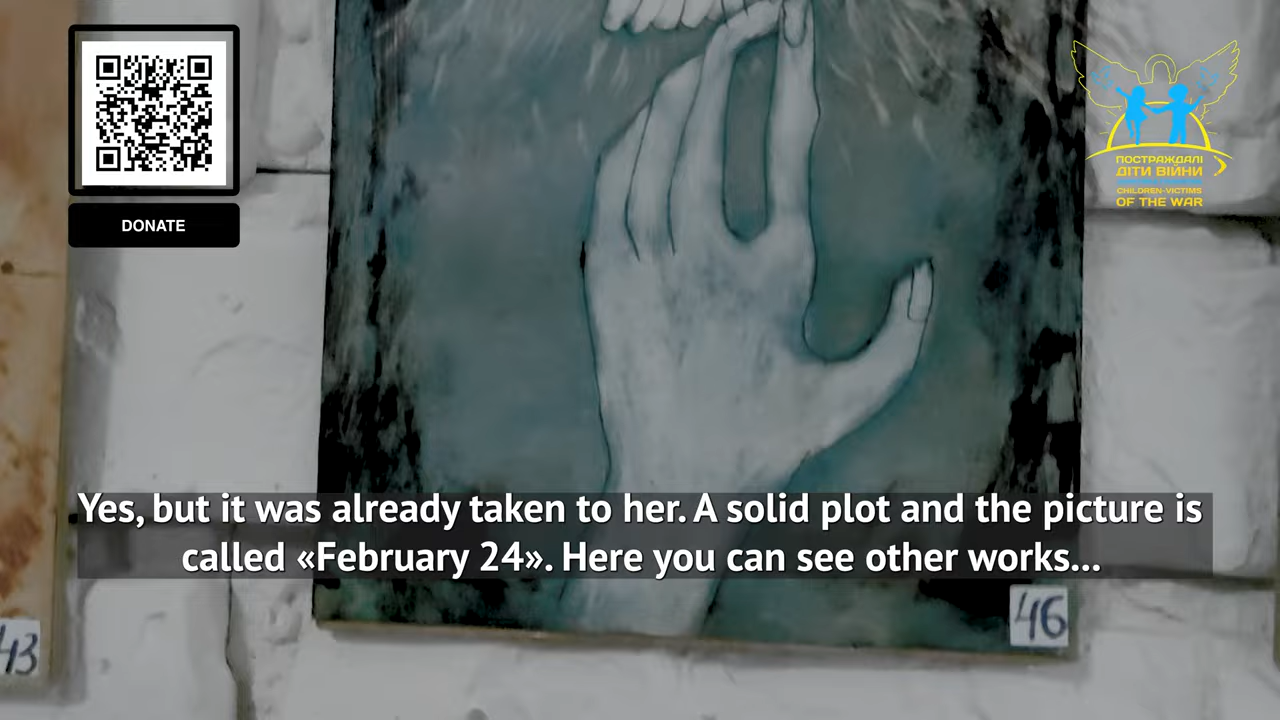 DONATE
ПОСТРАЖДАЛІ
ДІТИ ВІЙНИ
CHILDREN-VICTIMS
OF THE WAR
Yes, but it was already taken to her. A solid plot and the picture is
called «February 24». Here you can see other works...
43
46